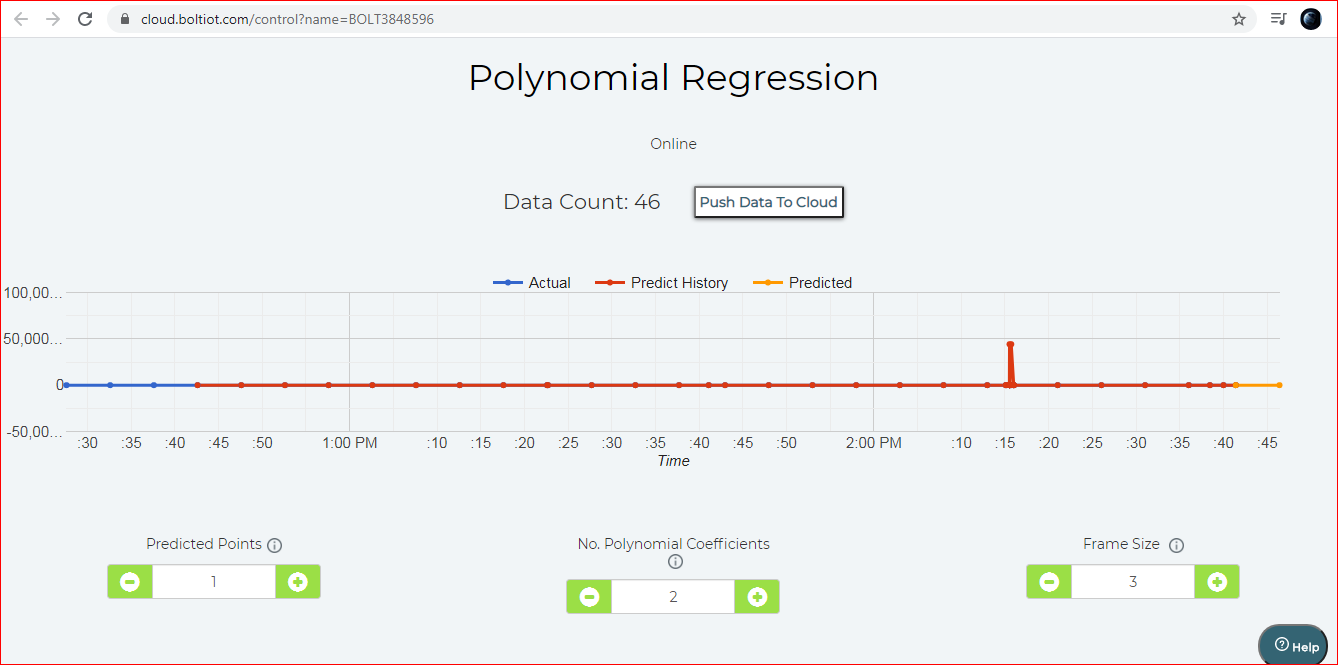 cloud.boltiot.com/control?name=BOLT3848596
Polynomial Regression
Online
Data Count: 46 Push Data To Cloud
Actual Predict History Predicted
100,00...
50,000...
0
-50,00...
:30 :35 :40 :45 :50 1:00 PM :10 :15 :20 :25 :30 :35 :40 :45 :50 2:00 PM :10 :15 :20 :25 :30 :35 :40 :45
Time
Predicted Points No. Polynomial Coefficients Frame Size
1 2 3
Help